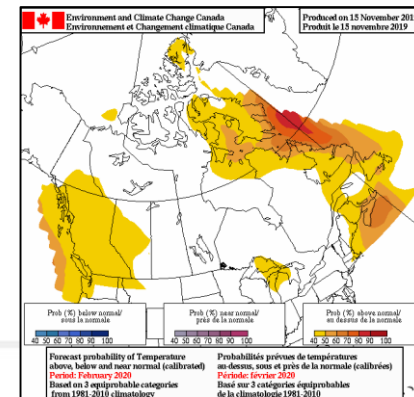 Environment and Climate Change Canada
Environnement et Changement climatique Canada
Produced on 15 November 201
Produit le 15 novembre 2019
Prob (%) below normal/
sous la normale
40 50 60 70 80 90 100
Prob (%) near normal/
près de la normale
40 50 60 70 80 90 100
Prob (%) above normal/
au dessus de la normale
40 50 60 70 80 90 100
Forecast probability of Temperature
above, below and near normal (calibrated)
Period: February 2020
Based on 3 equiprobable categories
from 1981-2010 climatology
Probabilités prévues de températures
au-dessus, sous et près de la normale (calibrées)
Période: février 2020
Basé sur 3 catégories équiprobables
de la climatologie 1981-2010